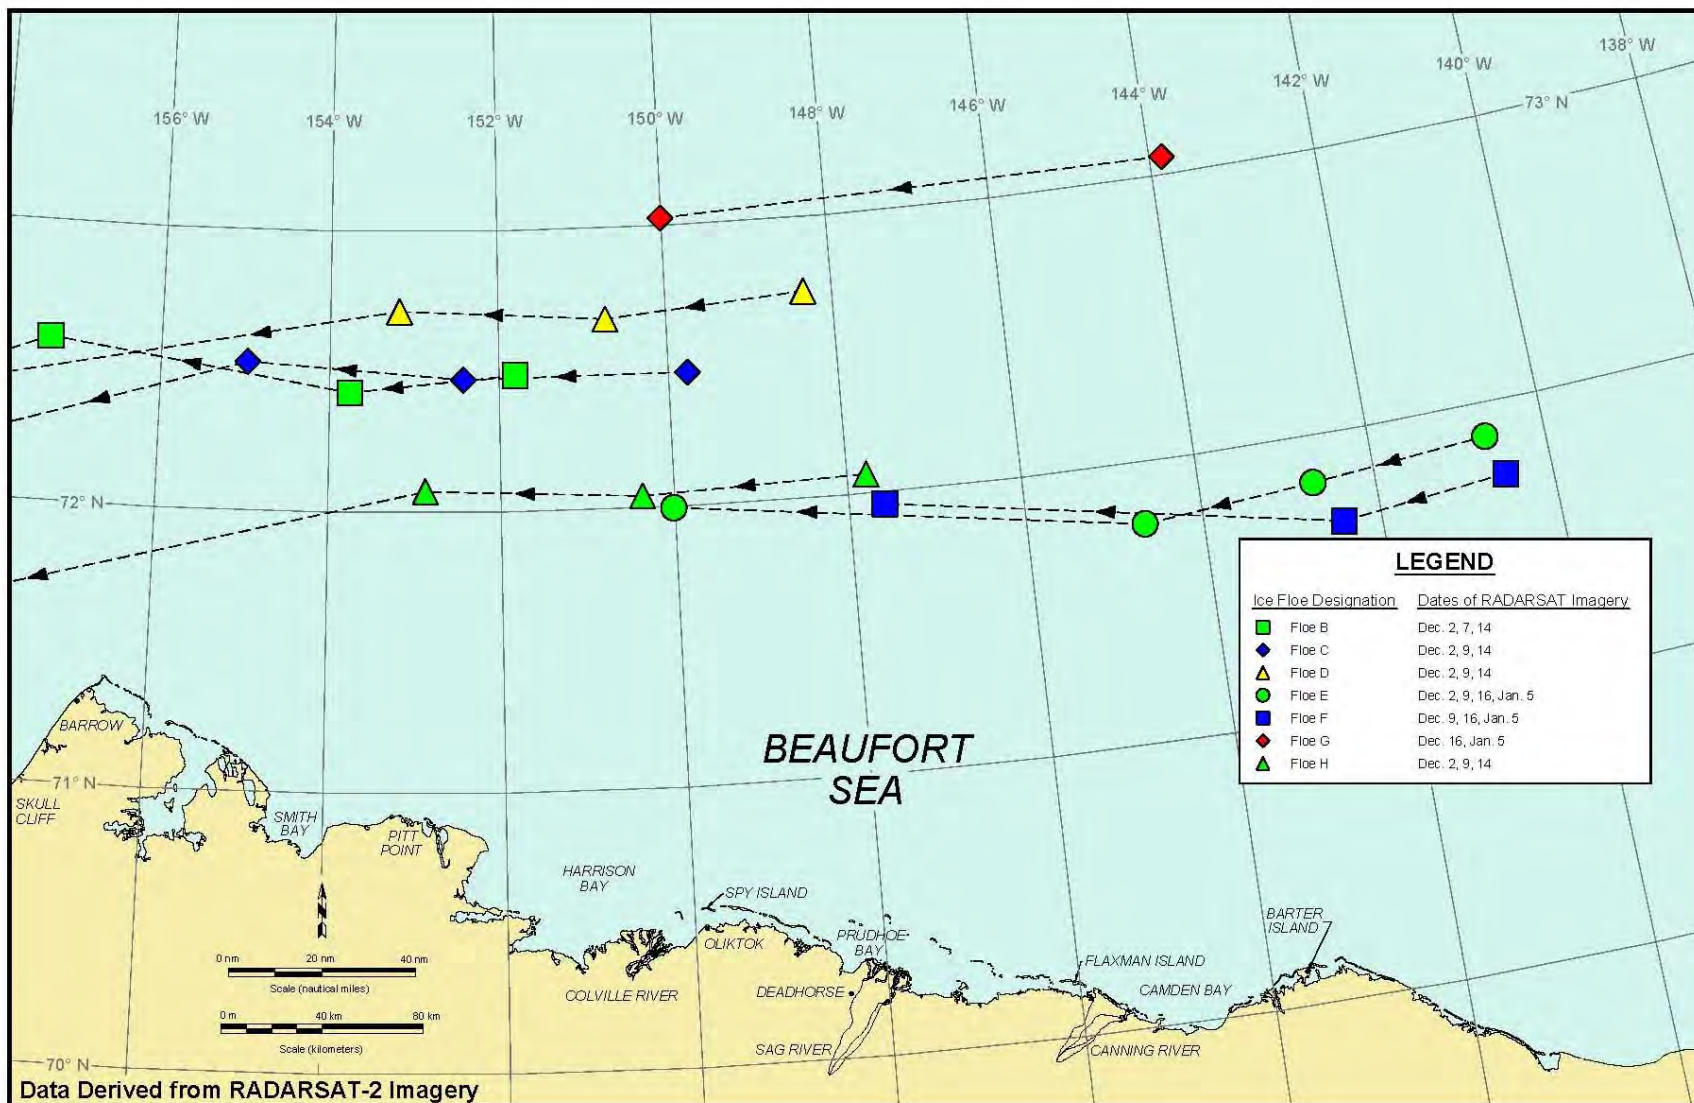 138° W
140° W
142° W
144° W
146° W
148° W
150° W
152° W
154° W
156° W
73° N
72° N
LEGEND
Ice Floe Designation Dates of RADARSAT Imagery
Floe B Dec. 2, 7, 14
Floe C Dec. 2, 9, 14
Floe D Dec. 2, 9, 14
Floe E Dec. 2, 9, 16, Jan. 5
Floe F Dec. 9, 16, Jan. 5
Floe G Dec. 16, Jan. 5
Floe H Dec. 2, 9, 14
BARROW
BEAUFORT
SEA
71° N
SKULL
CLIFF
SMITH
BAY
PITT
POINT
HARRISON
BAY
SPY ISLAND
OLIKTOK
PRUDHOE
BAY
BARTER
ISLAND
FLAXMAN ISLAND
CAMDEN BAY
N
0 nm 20 nm 40 nm
Scale (nautical miles)
COLVILLE RIVER
DEADHORSE
0 m 40 km 80 km
Scale (kilometers)
SAG RIVER
CANNING RIVER
70° N
Data Derived from RADARSAT-2 Imagery